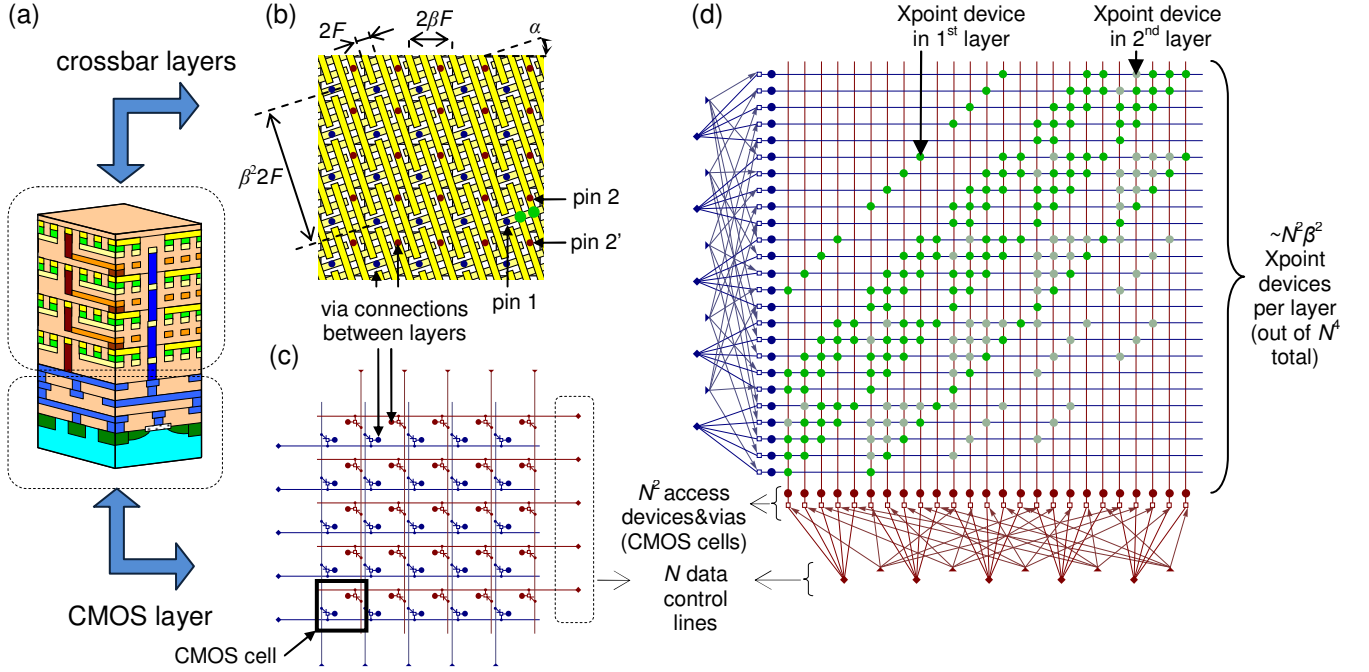 (a)
crossbar layers
CMOS layer
(b)
2F
2βF
α
β²2F
pin 2
pin 2'
pin 1
via connections
between layers
(c)
CMOS cell
(d)
Xpoint device
in 1st layer
Xpoint device
in 2nd layer
~N²β²
Xpoint
devices
per layer
(out of N⁴
total)
N² access
devices&vias
(CMOS cells)
N data
control
lines